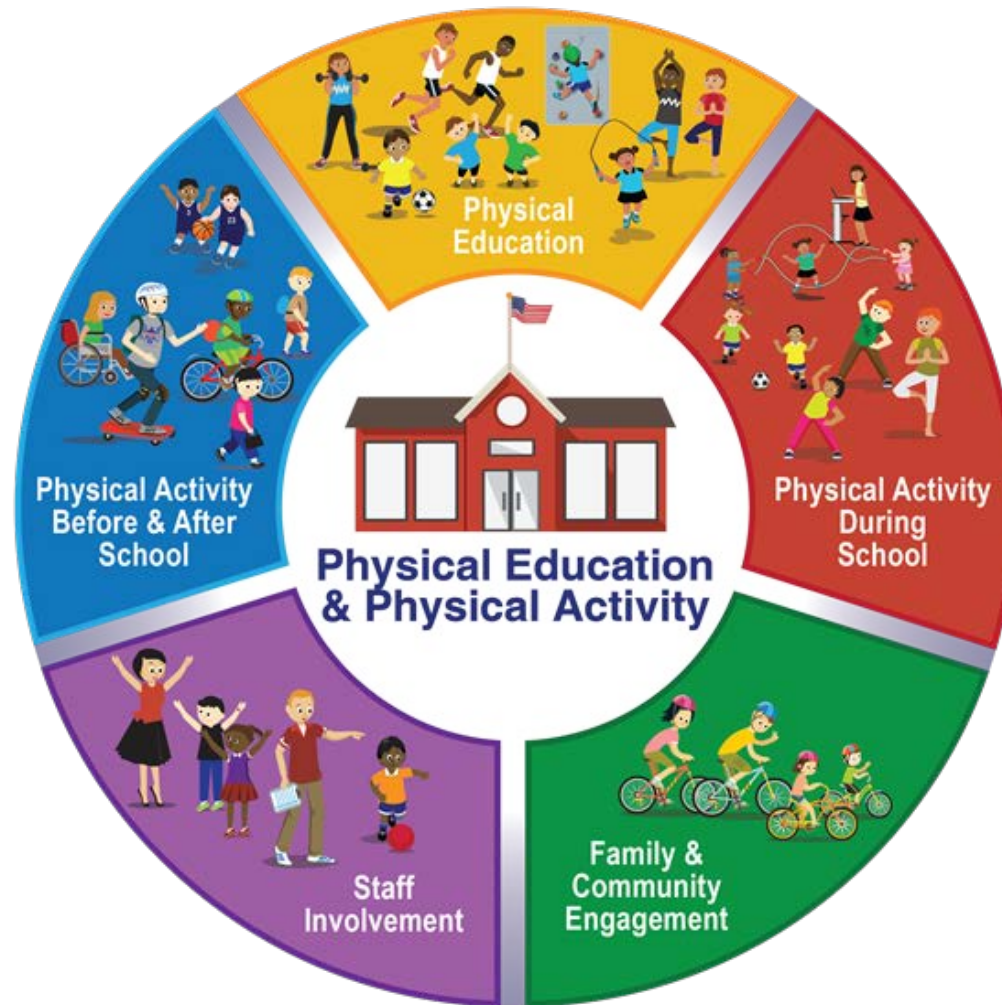 Physical
Education
Physical Activity
During
School
Family &
Community
Engagement
Staff
Involvement
Physical Activity
Before & After
School
Physical Education
& Physical Activity